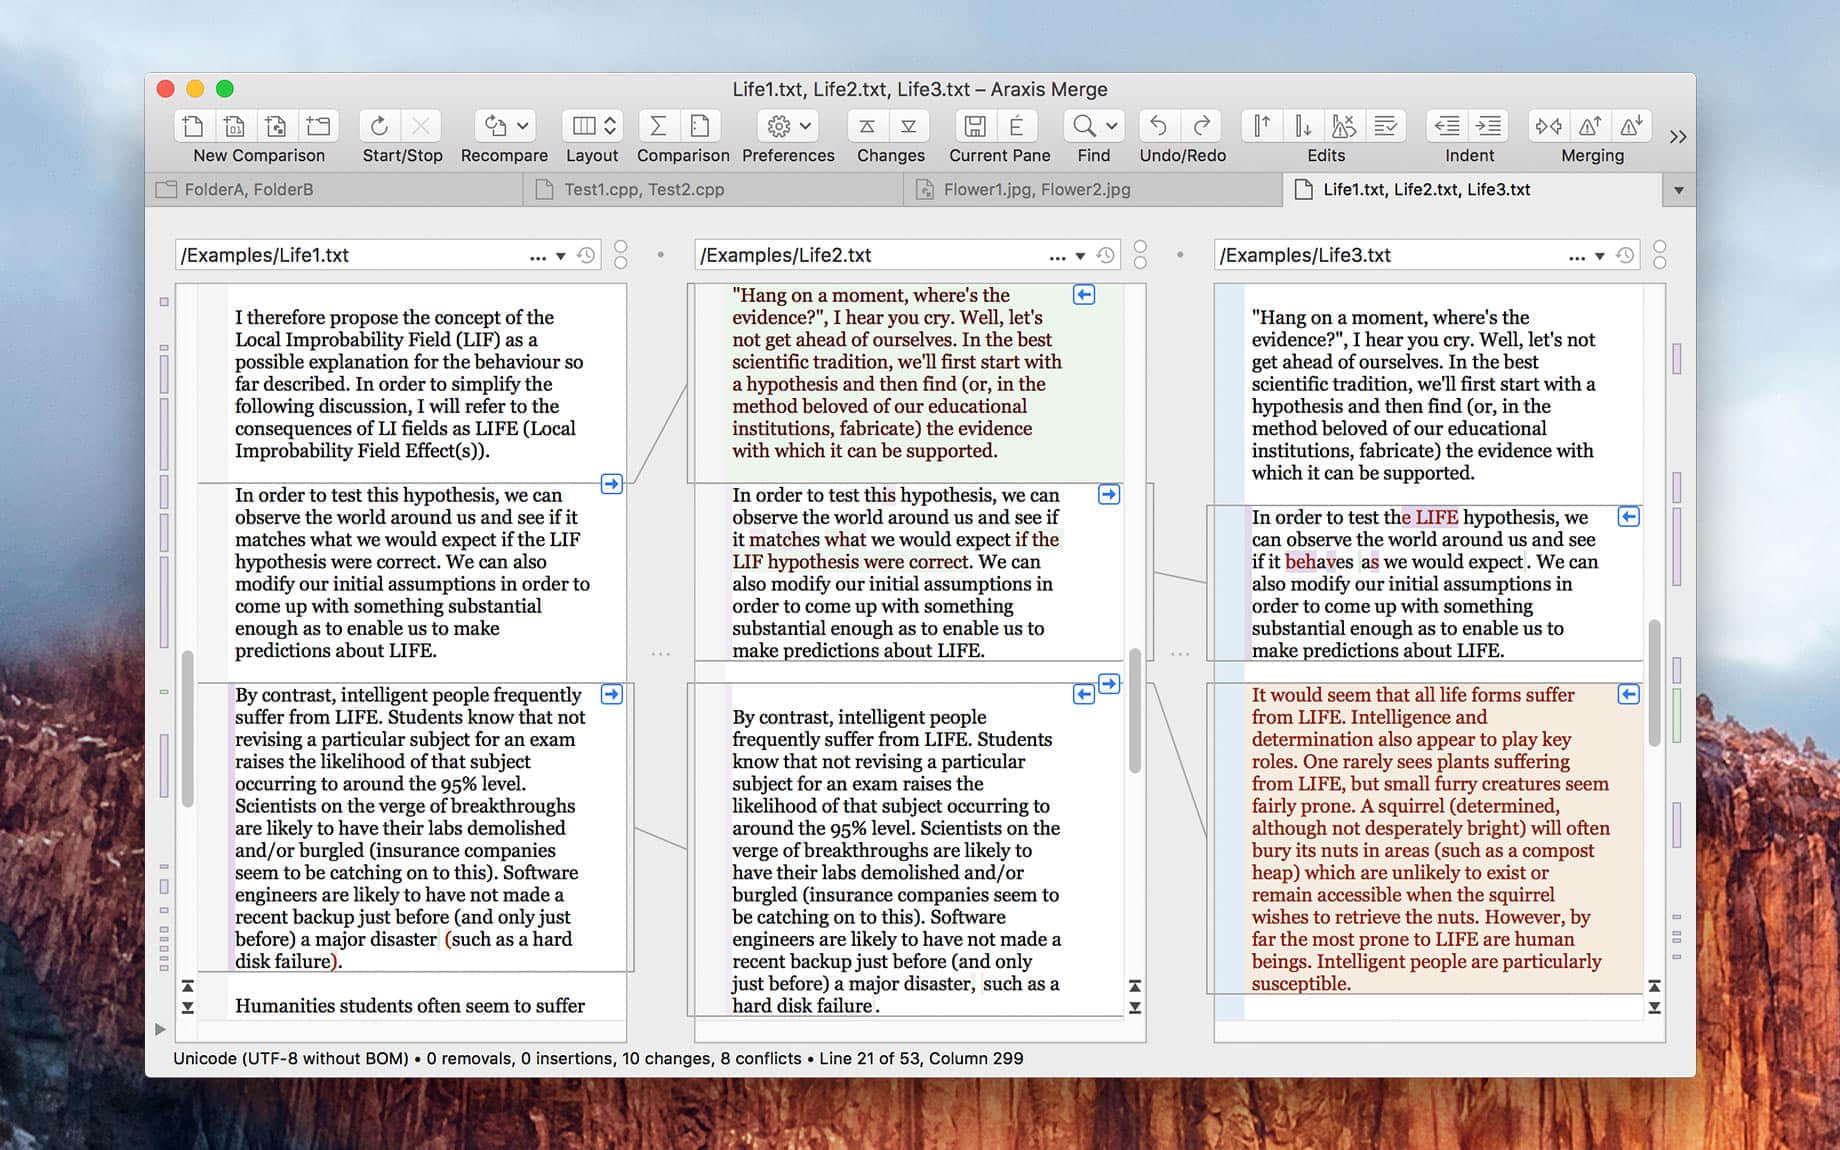 Life1.txt, Life2.txt, Life3.txt – Araxis Merge
New Comparison
Start/Stop
Recompare
Layout
Comparison
Preferences
Changes
Current Pane
Find
Undo/Redo
Edits
Indent
Merging
FolderA, FolderB
Test1.cpp, Test2.cpp
Flower1.jpg, Flower2.jpg
Life1.txt, Life2.txt, Life3.txt
/Examples/Life1.txt
I therefore propose the concept of the
Local Improbability Field (LIF) as a
possible explanation for the behaviour so
far described. In order to simplify the
following discussion, I will refer to the
consequences of LI fields as LIFE (Local
Improbability Field Effect(s)).
In order to test this hypothesis, we can
observe the world around us and see if it
matches what we would expect if the LIF
hypothesis were correct. We can also
modify our initial assumptions in order to
come up with something substantial
enough as to enable us to make
predictions about LIFE.
By contrast, intelligent people frequently
suffer from LIFE. Students know that not
revising a particular subject for an exam
raises the likelihood of that subject
occurring to around the 95% level.
Scientists on the verge of breakthroughs
are likely to have their labs demolished
and/or burgled (insurance companies
seem to be catching on to this). Software
engineers are likely to have not made a
recent backup just before (and only just
before) a major disaster (such as a hard
disk failure).
Humanities students often seem to suffer
/Examples/Life2.txt
"Hang on a moment, where's the
evidence?", I hear you cry. Well, let's
not get ahead of ourselves. In the best
scientific tradition, we'll first start with
a hypothesis and then find (or, in the
method beloved of our educational
institutions, fabricate) the evidence
with which it can be supported.
In order to test this hypothesis, we can
observe the world around us and see if
it matches what we would expect if the
LIF hypothesis were correct. We can
also modify our initial assumptions in
order to come up with something
substantial enough as to enable us to
make predictions about LIFE.
By contrast, intelligent people
frequently suffer from LIFE. Students
know that not revising a particular
subject for an exam raises the
likelihood of that subject occurring to
around the 95% level. Scientists on the
verge of breakthroughs are likely to
have their labs demolished and/or
burgled (insurance companies seem to
be catching on to this). Software
engineers are likely to have not made a
recent backup just before (and only
just before) a major disaster, such as a
hard disk failure.
/Examples/Life3.txt
"Hang on a moment, where's the
evidence?", I hear you cry. Well, let's not
get ahead of ourselves. In the best
scientific tradition, we'll first start with a
hypothesis and then find (or, in the
method beloved of our educational
institutions, fabricate) the evidence with
which it can be supported.
In order to test the LIFE hypothesis, we
can observe the world around us and see
if it behaves as we would expect. We can
also modify our initial assumptions in
order to come up with something
substantial enough as to enable us to
make predictions about LIFE.
It would seem that all life forms suffer
from LIFE. Intelligence and
determination also appear to play key
roles. One rarely sees plants suffering
from LIFE, but small furry creatures seem
fairly prone. A squirrel (determined,
although not desperately bright) will often
bury its nuts in areas (such as a compost
heap) which are unlikely to exist or
remain accessible when the squirrel
wishes to retrieve the nuts. However, by
far the most prone to LIFE are human
beings. Intelligent people are particularly
susceptible.
Unicode (UTF-8 without BOM) • 0 removals, 0 insertions, 10 changes, 8 conflicts • Line 21 of 53, Column 299